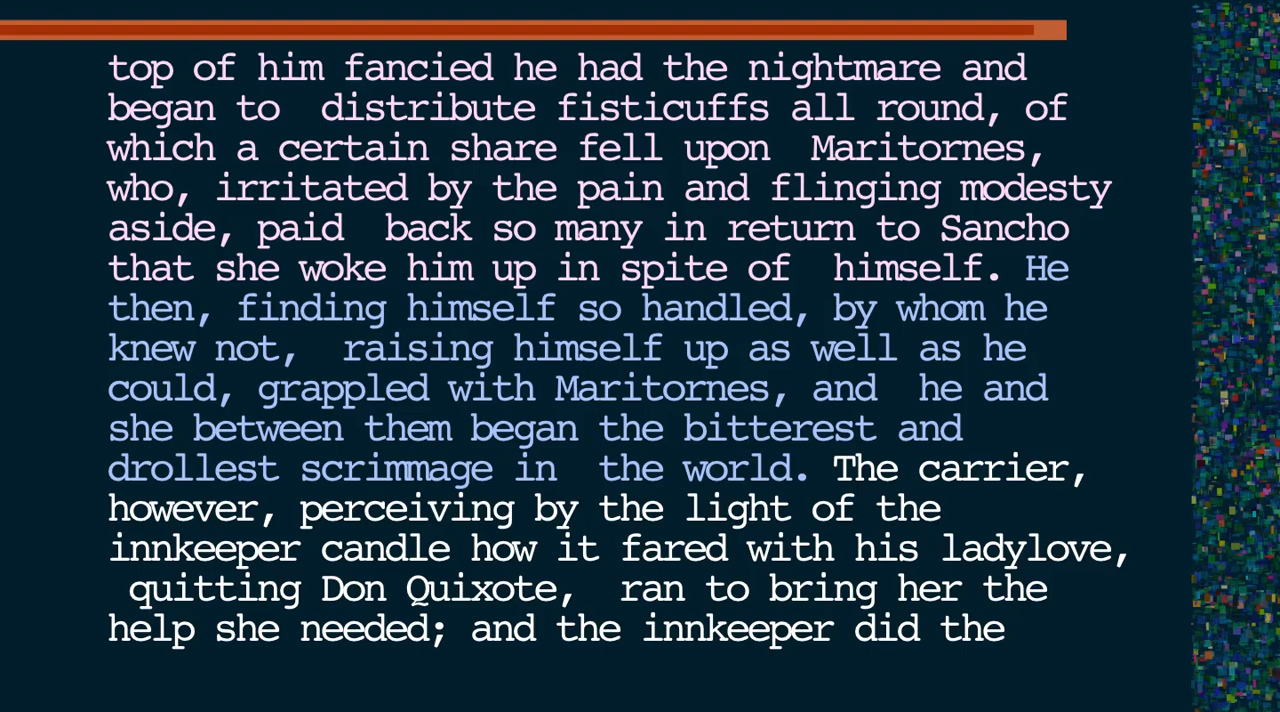 top of him fancied he had the nightmare and
began to  distribute fisticuffs all round, of
which a certain share fell upon  Maritornes,
who, irritated by the pain and flinging modesty
aside, paid  back so many in return to Sancho
that she woke him up in spite of  himself. He
then, finding himself so handled, by whom he
knew not,  raising himself up as well as he
could, grappled with Maritornes, and  he and
she between them began the bitterest and
drollest scrimmage in  the world. The carrier,
however, perceiving by the light of the
innkeeper candle how it fared with his ladylove,
 quitting Don Quixote,  ran to bring her the
help she needed; and the innkeeper did the